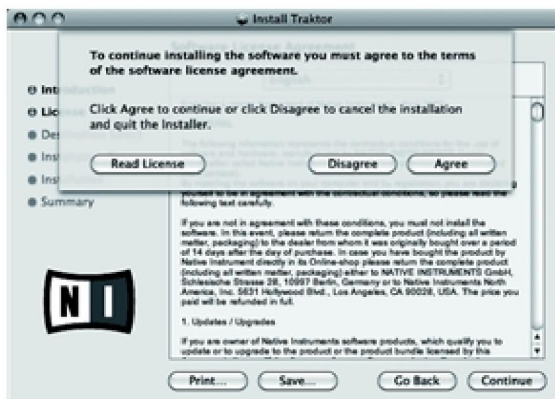 Install Traktor
Software License Agreement
English
To continue installing the software you must agree to the terms
of the software license agreement.
Click Agree to continue or click Disagree to cancel the installation
and quit the Installer.
Read License
Disagree
Agree
Introduction
Lic
Des
Inst
Inst
Summary
yourself to be in agreement with the contractual conditions, so please read the
following text carefully.
If you are not in agreement with these conditions, you must not install the
software. In this event, please return the complete product (including all written
matter, packaging) to the dealer from whom it was originally bought over a period
of 14 days after the day of purchase. In case you have bought the product by
Native Instrument directly in its Online-shop please return the complete product
(including all written matter, packaging) either to NATIVE INSTRUMENTS GmbH,
Schlesische Strasse 28, 10997 Berlin, Germany or to Native Instruments North
America, Inc. 5631 Hollywood Blvd., Los Angeles, CA 90028, USA. The price you
paid will be refunded in full.
1. Updates / Upgrades
If you are owner of Native Instruments software products, which qualify you to
update or to upgrade to the product or the product bundle licensed by this
NI
Print...
Save...
Go Back
Continue